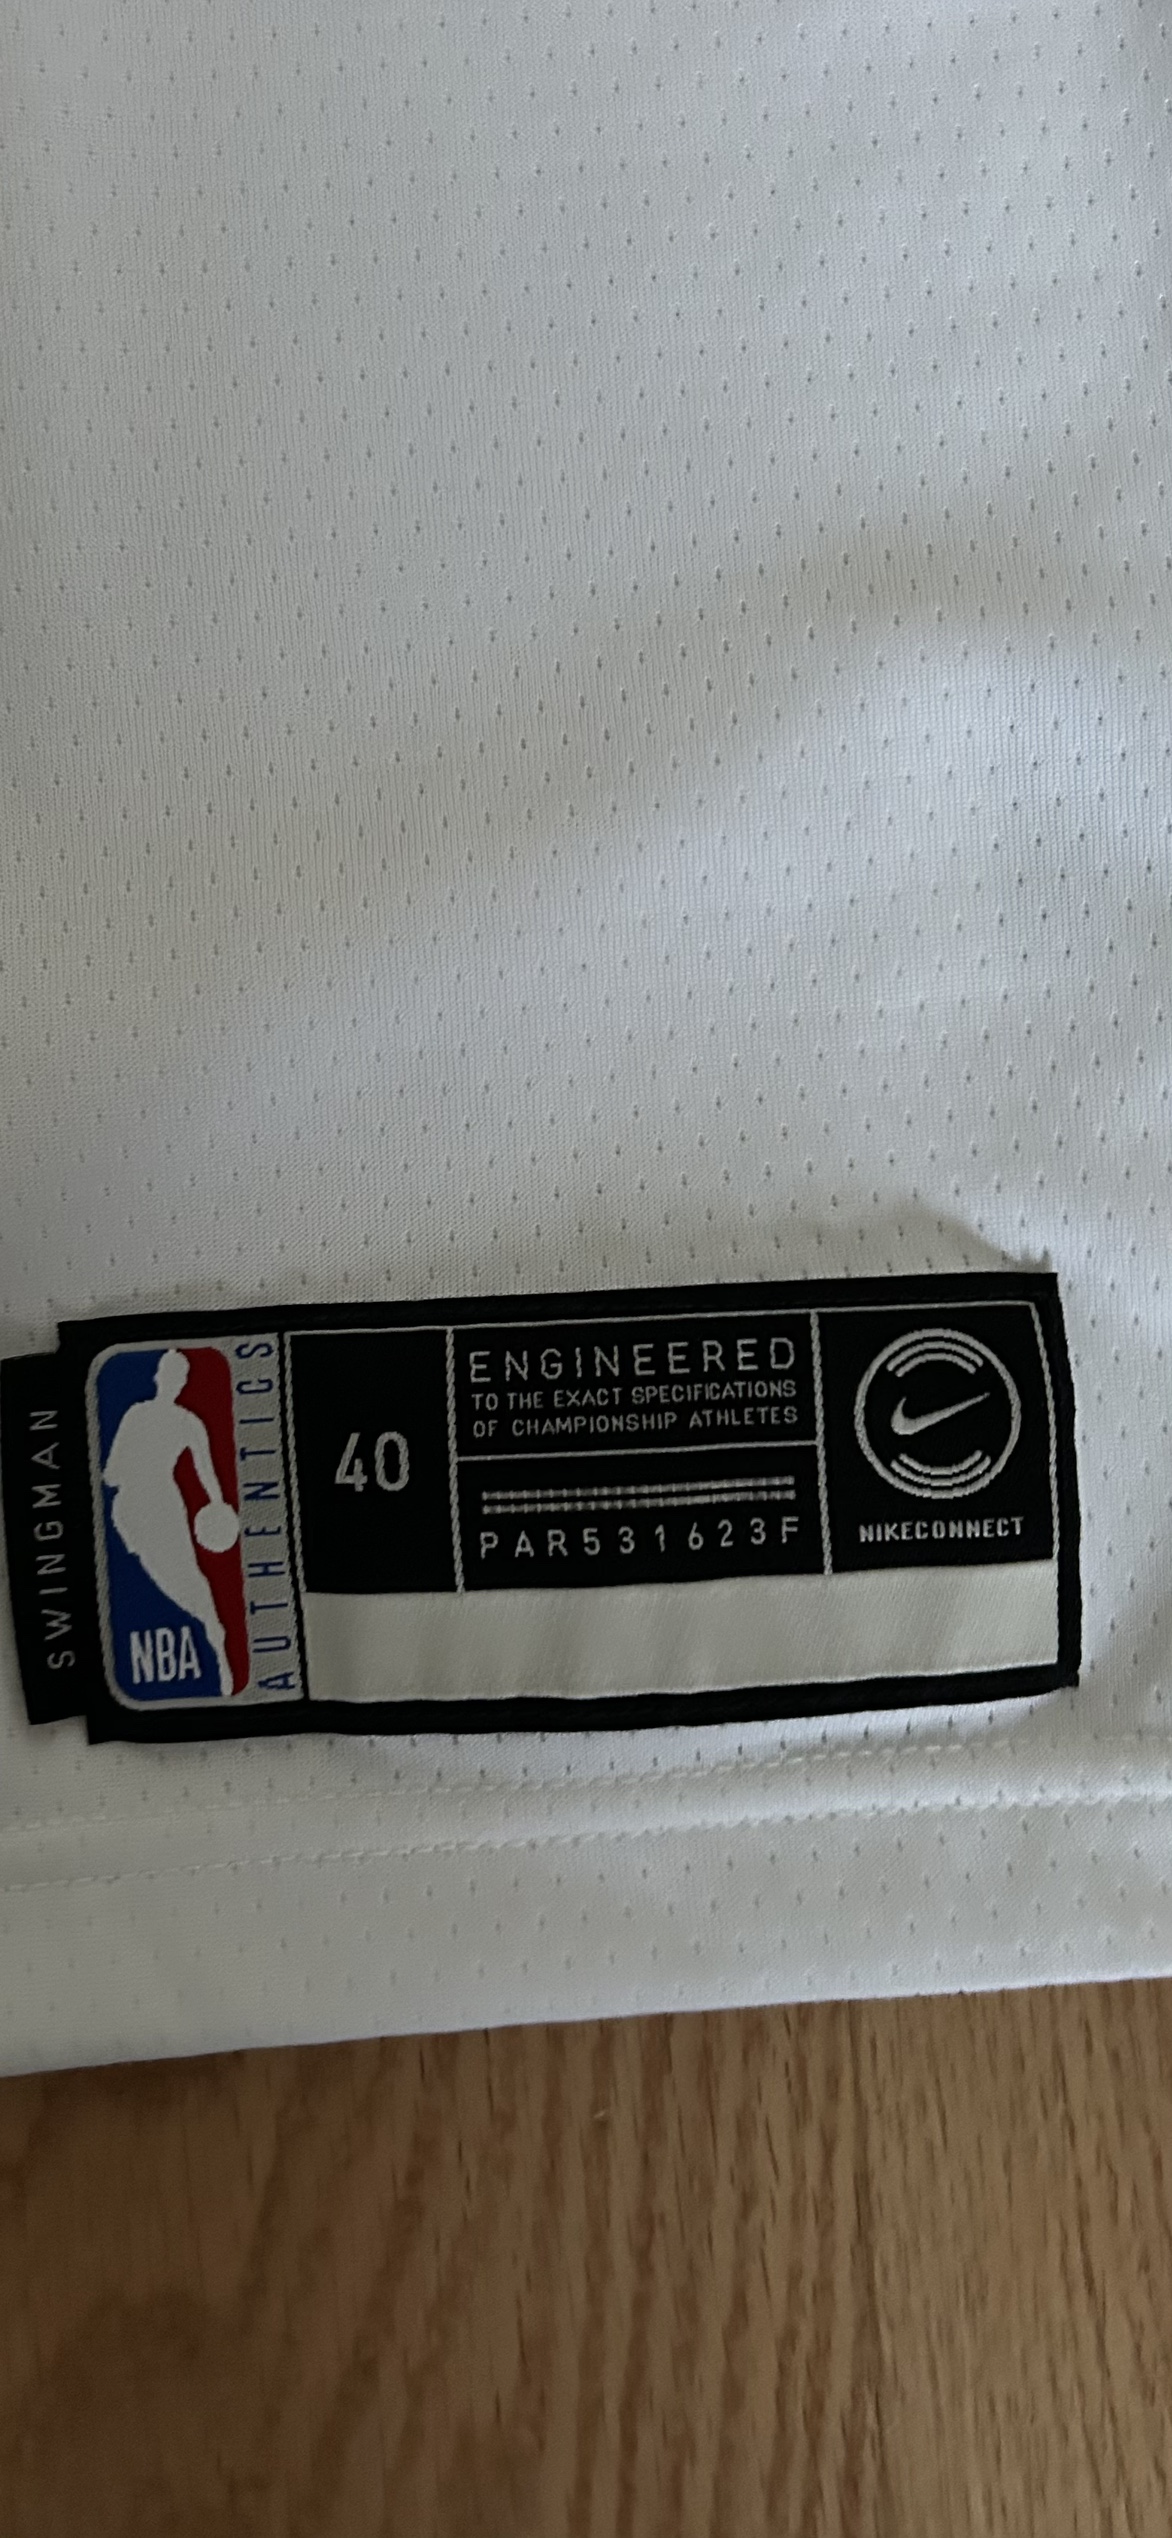 SWINGMAN
NBA
AUTHENTICS
40
ENGINEERED
TO THE EXACT SPECIFICATIONS
OF CHAMPIONSHIP ATHLETES
PAR531623F
NIKECONNECT